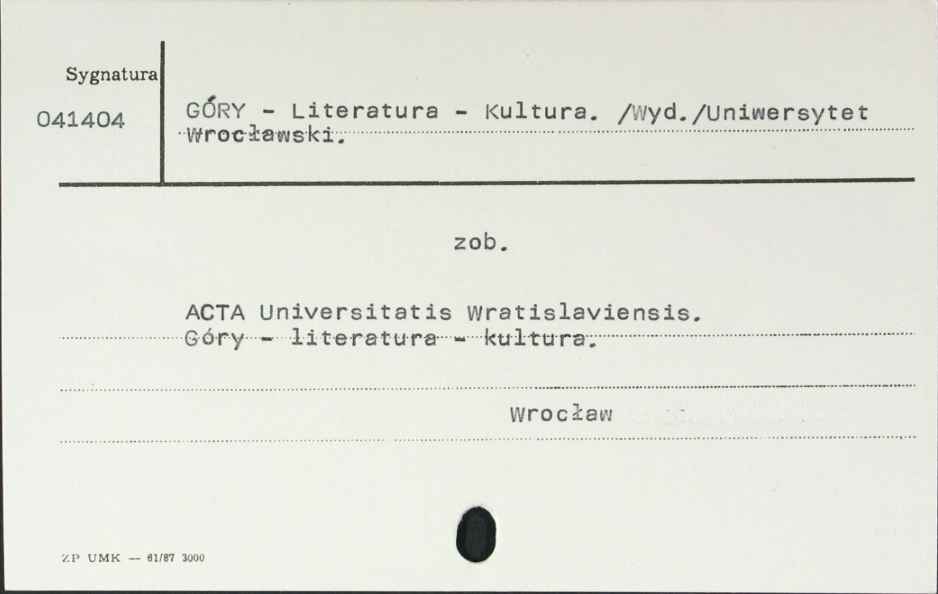 Sygnatura
041404
GÓRY - Literatura - Kultura. /Wyd./Uniwersytet
Wrocławski.
zob.
ACTA Universitatis Wratislaviensis.
Góry - literatura - kultura.
Wrocław
ZP UMK — 61/87 3000